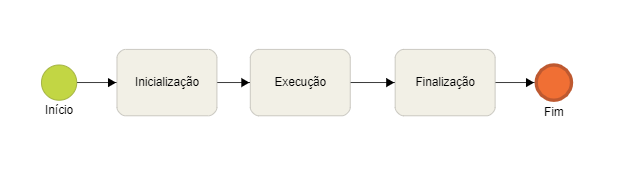 Início
Inicialização
Execução
Finalização
Fim